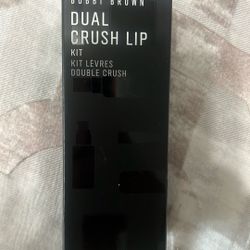 BOBBI BROWN
DUAL
CRUSH LIP
KIT
KIT LÈVRES
DOUBLE CRUSH